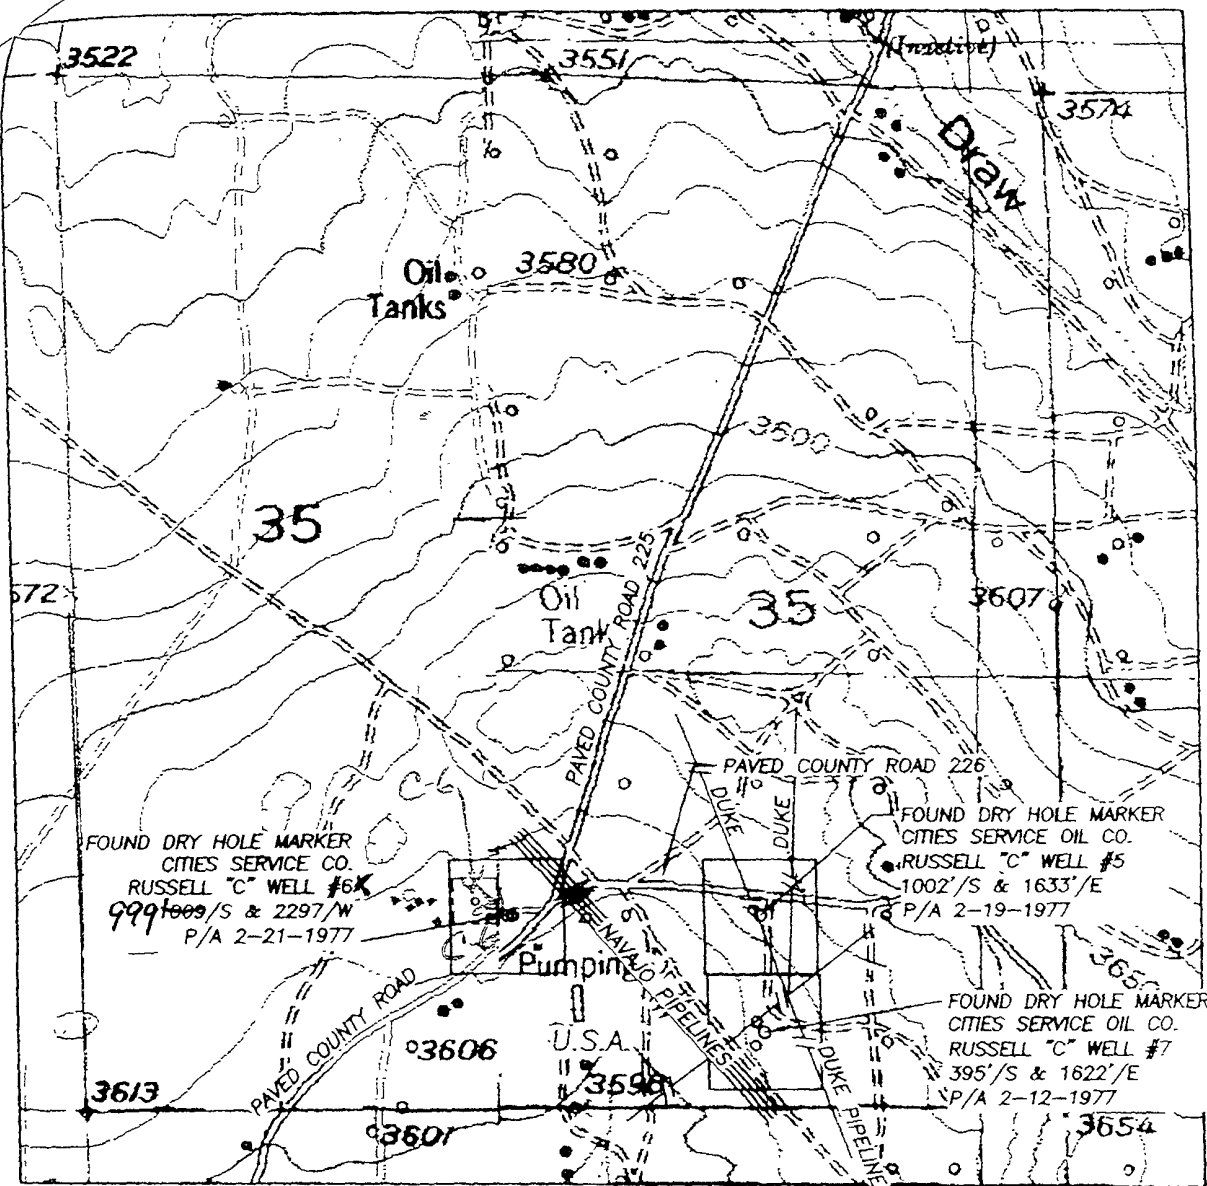 (Inactive)
3522
3551
3574
Draw
Oil
Tanks
3580
3600
35
572
Oil
Tank
35
3607
PAVED COUNTY ROAD 225
PAVED COUNTY ROAD 226
DUKE
DUKE
FOUND DRY HOLE MARKER
CITIES SERVICE CO.
RUSSELL "C" WELL #6X
999 1009'/S & 2297/W
P/A 2-21-1977
FOUND DRY HOLE MARKER
CITIES SERVICE OIL CO.
RUSSELL "C" WELL #5
1002'/S & 1633'/E
P/A 2-19-1977
Pumping
NAVAJO PIPELINES
PAVED COUNTY ROAD
365
FOUND DRY HOLE MARKER
CITIES SERVICE OIL CO.
RUSSELL "C" WELL #7
395'/S & 1622'/E
P/A 2-12-1977
3606
U.S.A.
DUKE PIPELINE
3613
3598
3601
3654